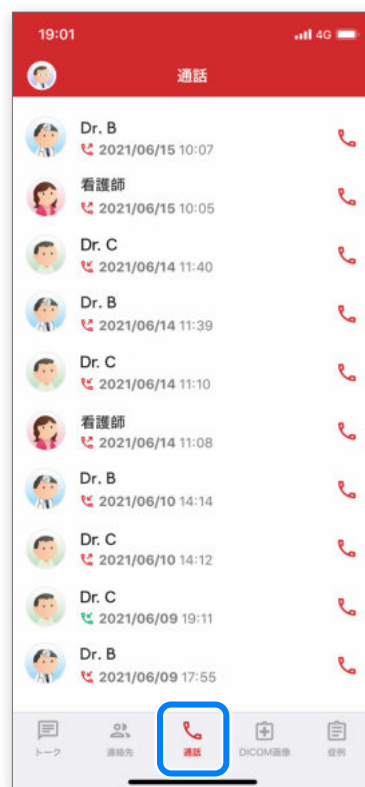 19:01 4G
通話
Dr. B
2021/06/15 10:07
看護師
2021/06/15 10:05
Dr. C
2021/06/14 11:40
Dr. B
2021/06/14 11:39
Dr. C
2021/06/14 11:10
看護師
2021/06/14 11:08
Dr. B
2021/06/10 14:14
Dr. C
2021/06/10 14:12
Dr. C
2021/06/09 19:11
Dr. B
2021/06/09 17:55
トーク 連絡先 通話 DICOM画像 症例